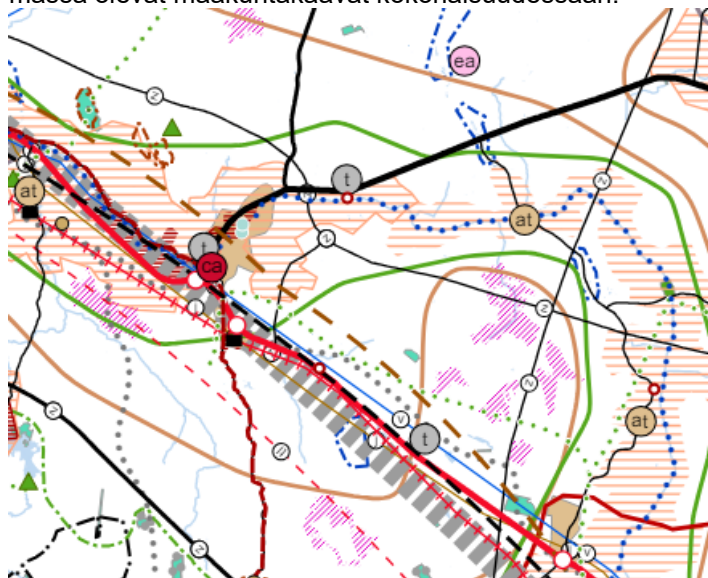 massa olevat maakuntakaavat kokonaisuudessaan.
ea
z
t
z
at
at
z
t
ca
z
z
j
z
v
at
j
t
z
v
z